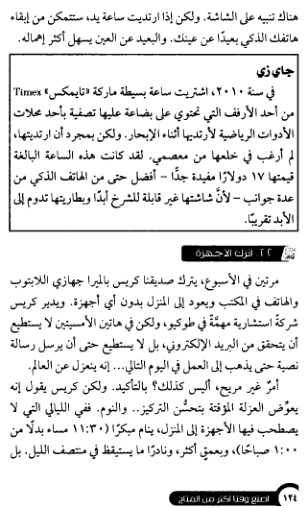 هناك تنبيه على الشاشة. ولكن إذا ارتديت ساعة يد، ستتمكن من إبقاء
هاتفك الذكي بعيدًا عن عينك. والبعيد عن العين يسهل أكثر إهماله.
جاي زي
في سنة ٢٠١٠، اشتريت ساعة بسيطة ماركة «تايمكس» Timex
من أحد الأرفف التي تحتوي على بضاعة عليها تصفية بأحد محلات
الأدوات الرياضية لأرتديها أثناء الإبحار. ولكن بمجرد أن ارتديتها،
لم أرغب في خلعها من معصمي. لقد كانت هذه الساعة البالغة
قيمتها ١٧ دولارًا مفيدة جدًّا – أفضل حتى من الهاتف الذكي من
عدة جوانب – لأنَّ شاشتها غير قابلة للشرخ أبدًا وبطاريتها تدوم إلى
الأبد تقريبًا.
٢٢. اترك الأجهزة
مرتين في الأسبوع، يترك صديقنا كريس بالميرا جهازي اللابتوب
والهاتف في المكتب ويعود إلى المنزل بدون أي أجهزة. ويدير كريس
شركة استشارية مهمَّة في طوكيو، ولكن في هاتين الأمسيتين لا يستطيع
أن يتحقق من البريد الإلكتروني، بل لا يستطيع حتى أن يرسل رسالة
نصية حتى يذهب إلى العمل في اليوم التالي... إنه ينعزل عن العالم.
أمرٌ غير مريح، أليس كذلك؟ بالتأكيد. ولكن كريس يقول إنه
يعوِّض العزلة المؤقتة بتحسُّن التركيز.. والنوم. ففي الليالي التي لا
يصطحب فيها الأجهزة إلى المنزل، ينام مبكرًا (١١:٣٠ مساء بدلًا من
١:٠٠ صباحًا)، وبعمق أكثر، ونادرًا ما يستيقظ في منتصف الليل. بل
١٢٤ اصنع وقتا أكثر من المتاح